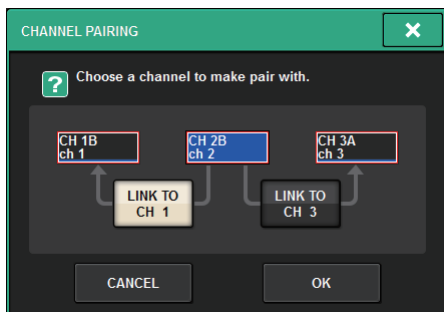 CHANNEL PAIRING
Choose a channel to make pair with.
CH 1B
ch 1
CH 2B
ch 2
CH 3A
ch 3
LINK TO
CH 1
LINK TO
CH 3
CANCEL
OK